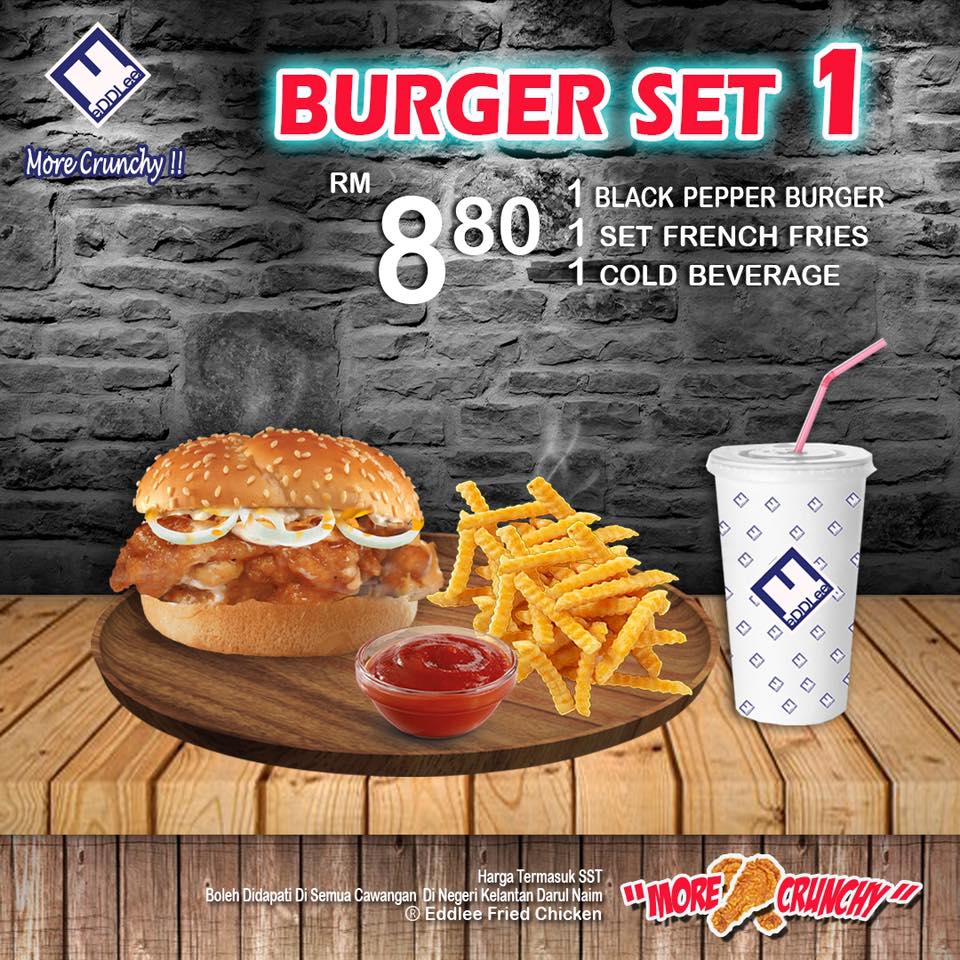 E
eDDLee
More Crunchy !!
BURGER SET 1
RM
8 80
1 BLACK PEPPER BURGER
1 SET FRENCH FRIES
1 COLD BEVERAGE
E
eDDLee
Harga Termasuk SST
Boleh Didapati Di Semua Cawangan Di Negeri Kelantan Darul Naim
® Eddlee Fried Chicken
"MORE CRUNCHY"